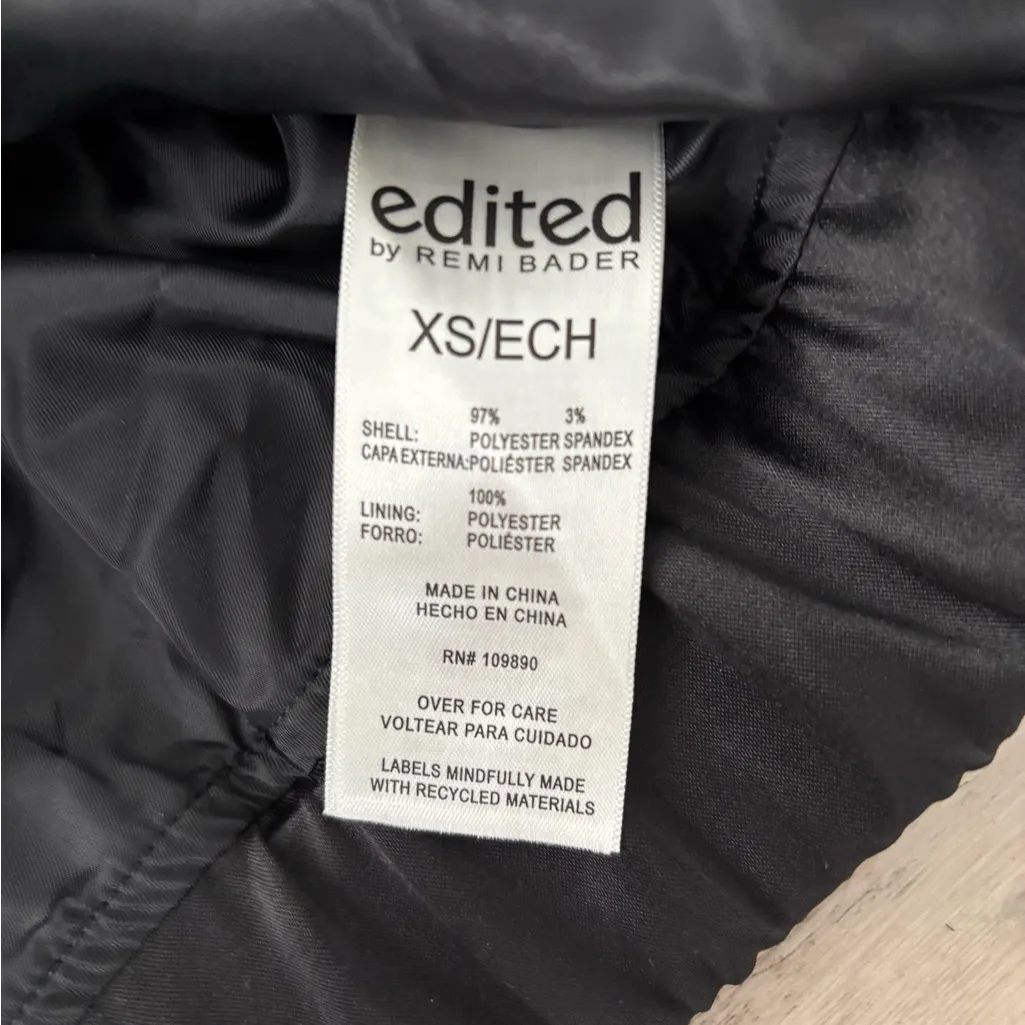 edited
by REMI BADER
XS/ECH
97% 3%
SHELL: POLYESTER SPANDEX
CAPA EXTERNA: POLIÉSTER SPANDEX
100%
LINING: POLYESTER
FORRO: POLIÉSTER
MADE IN CHINA
HECHO EN CHINA
RN# 109890
OVER FOR CARE
VOLTEAR PARA CUIDADO
LABELS MINDFULLY MADE
WITH RECYCLED MATERIALS